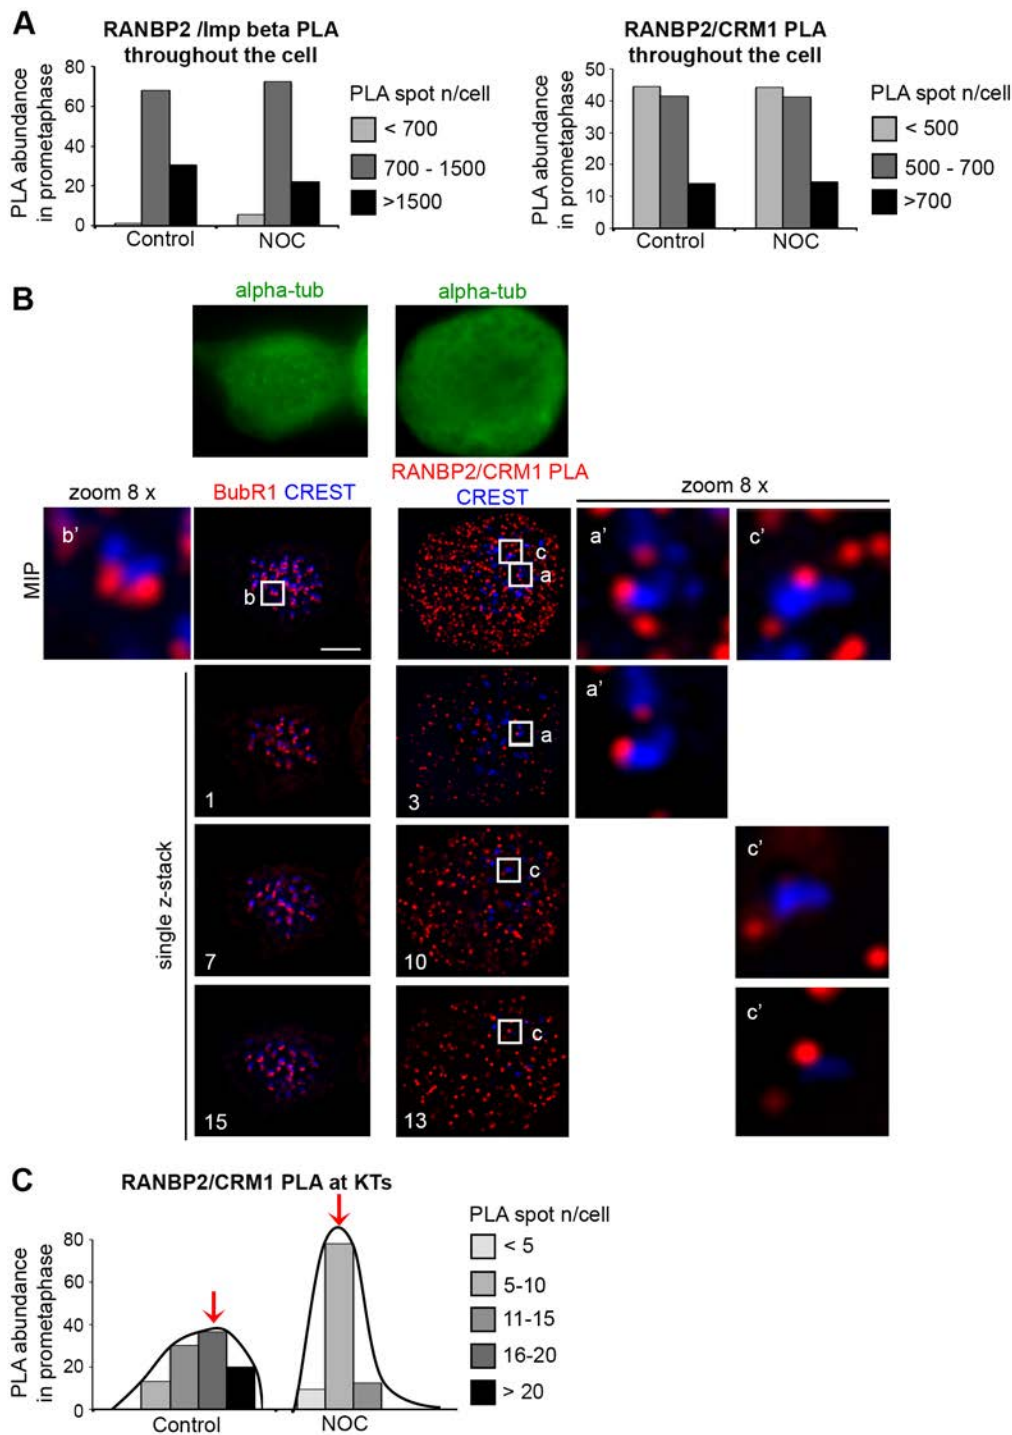 A
RANBP2 /Imp beta PLA
throughout the cell
PLA abundance
in prometaphase
80
60
40
20
0
Control
NOC
PLA spot n/cell
< 700
700 - 1500
>1500
RANBP2/CRM1 PLA
throughout the cell
PLA abundance
in prometaphase
50
40
30
20
10
0
Control
NOC
PLA spot n/cell
< 500
500 - 700
>700
B
alpha-tub
alpha-tub
zoom 8 x
BubR1 CREST
RANBP2/CRM1 PLA
CREST
zoom 8 x
MIP
b'
b
c
a
a'
c'
single z-stack
1
3
a
a'
7
10
c
c'
15
13
c
c'
C
RANBP2/CRM1 PLA at KTs
PLA abundance
in prometaphase
80
60
40
20
0
Control
NOC
PLA spot n/cell
< 5
5-10
11-15
16-20
> 20